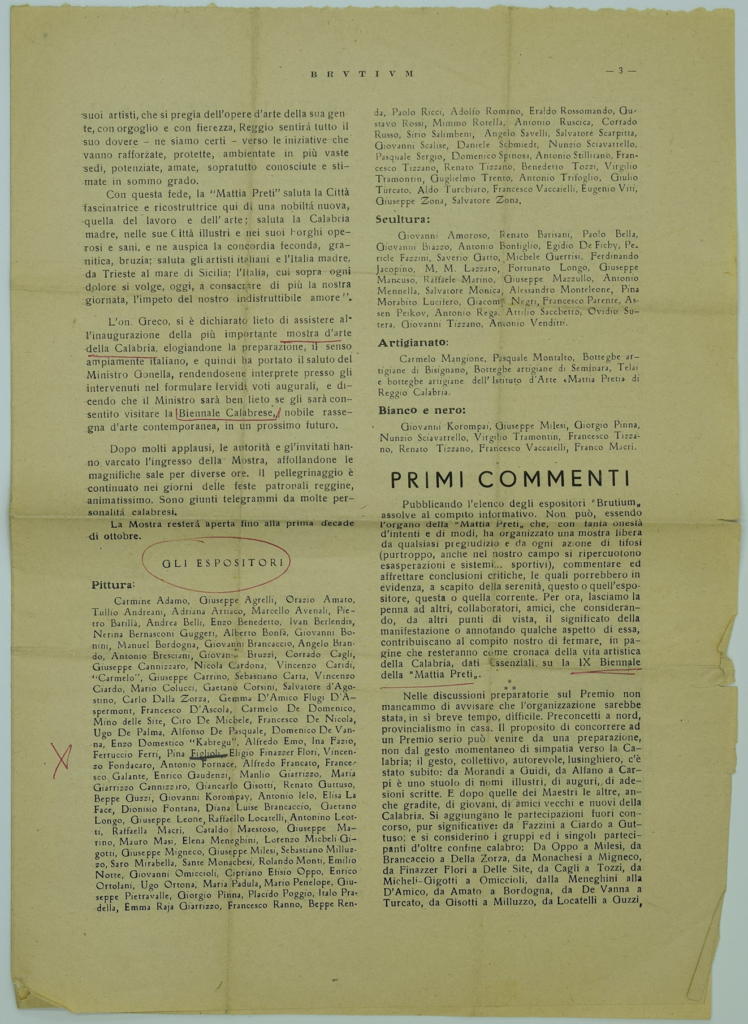 BRVTIVM
— 3 —
suoi artisti, che si pregia dell'opere d'arte della sua gen
te, con orgoglio e con fierezza, Reggio sentirà tutto il
suo dovere - ne siamo certi - verso le iniziative che
vanno rafforzate, protette, ambientate in più vaste
sedi, potenziate, amate, sopratutto conosciute e sti-
mate in sommo grado.
Con questa fede, la "Mattia Preti" saluta la Città
fascinatrice e ricostruttrice qui di una nobiltà nuova,
quella del lavoro e dell'arte; saluta la Calabria
madre, nelle sue Città illustri e nei suoi borghi ope-
rosi e sani, e ne auspica la concordia feconda, gra-
nitica, bruzia; saluta gli artisti italiani e l'Italia madre,
da Trieste al mare di Sicilia; l'Italia, cui sopra ogni
dolore si volge, oggi, a consacrare di più la nostra
giornata, l'impeto del nostro indistruttibile amore".
L'on. Greco, si è dichiarato lieto di assistere al-
l'inaugurazione della più importante mostra d'arte
della Calabria, elogiandone la preparazione, il senso
ampiamente italiano, e quindi ha portato il saluto del
Ministro Gonella, rendendosene interprete presso gli
intervenuti nel formulare fervidi voti augurali, e di-
cendo che il Ministro sarà ben lieto se gli sarà con-
sentito visitare la Biennale Calabrese, nobile rasse-
gna d'arte contemporanea, in un prossimo futuro.
Dopo molti applausi, le autorità e gl'invitati han-
no varcato l'ingresso della Mostra, affollandone le
magnifiche sale per diverse ore. Il pellegrinaggio è
continuato nei giorni delle feste patronali reggine,
animatissimo. Sono giunti telegrammi da molte per-
sonalità calabresi.
La Mostra resterà aperta fino alla prima decade
di ottobre.
GLI ESPOSITORI
Pittura:
Carmine Adamo, Giuseppe Agrelli, Orazio Amato,
Tullio Andreani, Adriana Artiaco, Marcello Avenali, Pie-
tro Barillà, Andrea Belli, Enzo Benedetto, Ivan Berlendis,
Nerina Bernasconi Guggeri, Alberto Bonfà, Giovanni Bo-
nini, Manuel Bordogna, Giovanni Brancaccio, Angelo Bran-
do, Antonio Bresciani, Giovanni Bruzzi, Corrado Cagli,
Giuseppe Cannizzaro, Nicola Cardona, Vincenzo Caridi,
"Carmelo", Giuseppe Carrino, Sebastiano Carta, Vincenzo
Ciardo, Mario Colucci, Gaetano Corsini, Salvatore d'Ago-
stino, Carlo Dalla Zorza, Gemma D'Amico Flugi D'A-
spermont, Francesco D'Ascola, Carmelo De Domenico,
Mino delle Site, Ciro De Michele, Francesco De Nicola,
Ugo De Palma, Alfonso De Pasquale, Domenico De Van-
na, Enzo Domestico "Kabregu", Alfredo Emo, Ina Fazio,
Ferruccio Ferri, Pina Figlioli, Eligio Finazzer Flori, Vincen-
zo Fondacaro, Antonio Fornace, Alfredo Francato, France-
sco Galante, Enrico Gaudenzi, Manlio Giarrizzo, Maria
Giarrizzo Cannizzaro, Giancarlo Gisotti, Renato Guttuso,
Beppe Guzzi, Giovanni Korompay, Antonio Ielo, Elisa La
Face, Dionisio Fontana, Diana Luise Brancaccio, Gaetano
Longo, Giuseppe Leone, Raffaello Locatelli, Antonino Leot-
ti, Raffaella Macrì, Cataldo Maestoso, Giuseppe Ma-
rino, Mauro Masi, Elena Meneghini, Lorenzo Micheli Gi-
gotti, Giuseppe Migneco, Giuseppe Milesi, Sebastiano Milluz-
zo, Saro Mirabella, Sante Monachesi, Rolando Monti, Emilio
Notte, Giovanni Omiccioli, Cipriano Efisio Oppo, Enrico
Ortolani, Ugo Ortona, Maria Padula, Mario Penelope, Giu-
seppe Pietravalle, Giorgio Pinna, Placido Poggio, Italo Pra-
della, Emma Raja Giarrizzo, Francesco Ranno, Beppe Ren-
da, Paolo Ricci, Adolfo Romano, Eraldo Rossomando, Gu-
stavo Rossi, Mimmo Rotella, Antonio Ruscica, Corrado
Russo, Sirio Salimbeni, Angelo Savelli, Salvatore Scarpitta,
Giovanni Scalise, Daniele Schmiedt, Nunzio Sciavarrello,
Pasquale Sergio, Domenico Spinosi, Antonio Stillitano, Fran-
cesco Tizzano, Renato Tizzano, Benedetto Tozzi, Virgilio
Tramontin, Guglielmo Trento, Antonio Trifoglio, Giulio
Turcato, Aldo Turchiaro, Francesco Vaccaielli, Eugenio Viti,
Giuseppe Zona, Salvatore Zona,
Scultura:
Giovanni Amoroso, Renato Barisani, Paolo Bella,
Giovanni Biazzo, Antonio Bonfiglio, Egidio De Fichy, Pe-
ricle Fazzini, Saverio Gatto, Michele Guerrisi, Ferdinando
Jacopino, M. M. Lazzaro, Fortunato Longo, Giuseppe
Mancuso, Raffaele Marino, Giuseppe Mazzullo, Antonio
Mennella, Salvatore Monica, Alessandro Monteleone, Pina
Morabito Lucifero, Giacomo Negri, Francesco Parente, As-
sen Peikov, Antonio Rega, Attilio Sacchetto, Ovidio Su-
tera, Giovanni Tizzano, Antonio Venditti.
Artigianato:
Carmelo Mangione, Pasquale Montalto, Botteghe ar-
tigiane di Bisignano, Botteghe artigiane di Seminara, Telai
e botteghe artigiane dell'Istituto d'Arte «Mattia Preti» di
Reggio Calabria.
Bianco e nero:
Giovanni Korompai, Giuseppe Milesi, Giorgio Pinna,
Nunzio Sciavarrello, Virgilio Tramontin, Francesco Tizza-
no, Renato Tizzano, Francesco Vaccaielli, Franco Macrì.
PRIMI COMMENTI
Pubblicando l'elenco degli espositori "Brutium„
assolve al compito informativo. Non può, essendo
l'organo della "Mattia Preti„ che, con tanta onestà
d'intenti e di modi, ha organizzato una mostra libera
da qualsiasi pregiudizio e da ogni azione di tifosi
(purtroppo, anche nel nostro campo si ripercuotono
esasperazioni e sistemi... sportivi), commentare ed
affrettare conclusioni critiche, le quali porrebbero in
evidenza, a scapito della serenità, questo o quell'espo-
sitore, questa o quella corrente. Per ora, lasciamo la
penna ad altri, collaboratori, amici, che consideran-
do, da altri punti di vista, il significato della
manifestazione o annotando qualche aspetto di essa,
contribuiscano al compito nostro di fermare, in pa-
gine che resteranno come cronaca della vita artistica
della Calabria, dati essenziali su la IX Biennale
della "Mattia Preti„.
Nelle discussioni preparatorie sul Premio non
mancammo di avvisare che l'organizzazione sarebbe
stata, in sì breve tempo, difficile. Preconcetti a nord,
provincialismo in casa. Il proposito di concorrere ad
un Premio serio può venire da una preparazione,
non dal gesto momentaneo di simpatia verso la Ca-
labria; il gesto, collettivo, autorevole, lusinghiero, c'è
stato subito: da Morandi a Guidi, da Alfano a Car-
pi è uno stuolo di nomi illustri, di auguri, di ade-
sioni scritte. E dopo quelle dei Maestri le altre, an-
che gradite, di giovani, di amici vecchi e nuovi della
Calabria. Si aggiungano le partecipazioni fuori con-
corso, pur significative: da Fazzini a Ciardo a Gut-
tuso; e si considerino i gruppi ed i singoli parteci-
panti d'oltre confine calabro: Da Oppo a Milesi, da
Brancaccio a Della Zorza, da Monachesi a Migneco,
da Finazzer Flori a Delle Site, da Cagli a Tozzi, da
Micheli-Gigotti a Omiccioli, dalla Meneghini alla
D'Amico, da Amato a Bordogna, da De Vanna a
Turcato, da Gisotti a Milluzzo, da Locatelli a Guzzi,